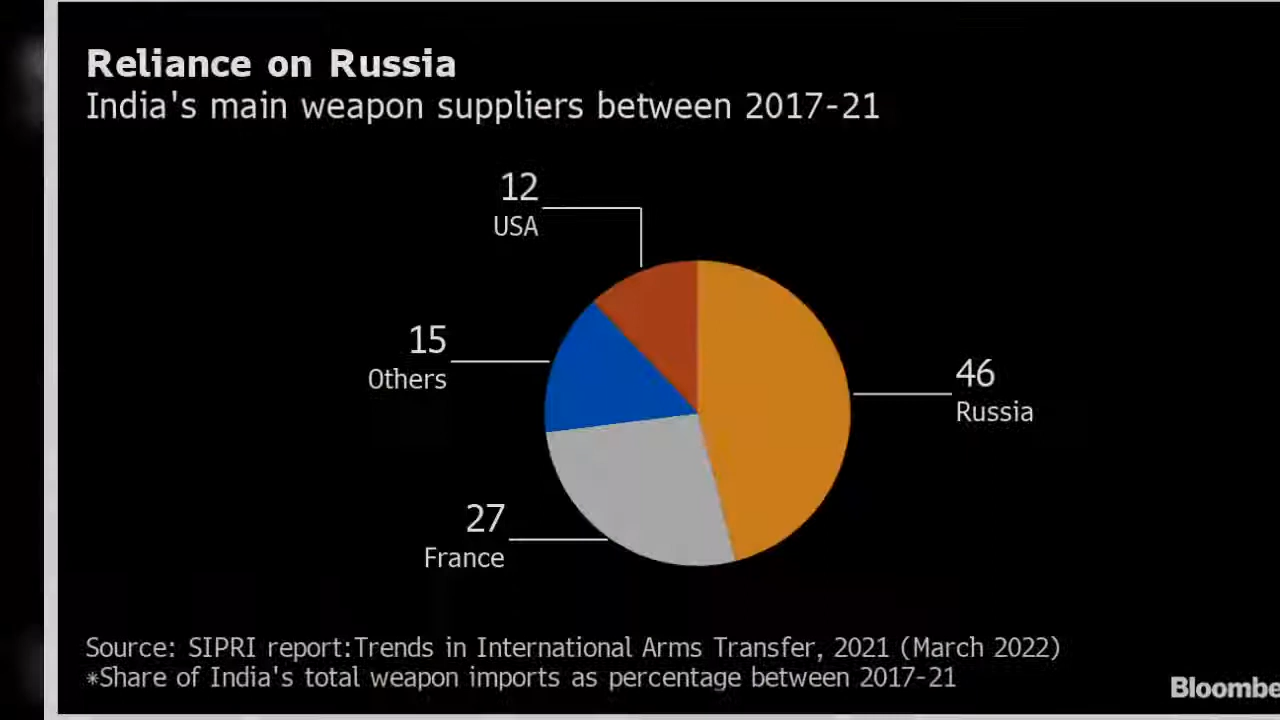 Reliance on Russia
India's main weapon suppliers between 2017-21
12
USA
15
Others
46
Russia
27
France
Source: SIPRI report:Trends in International Arms Transfer, 2021 (March 2022)
*Share of India's total weapon imports as percentage between 2017-21
Bloombe